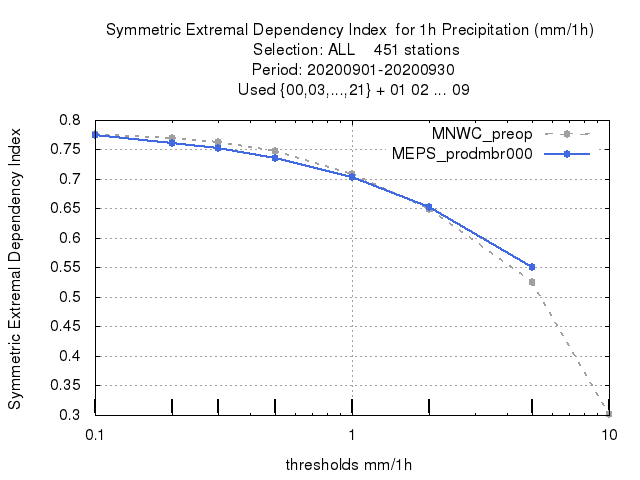 Symmetric Extremal Dependency Index  for 1h Precipitation (mm/1h)
Selection: ALL    451 stations
Period: 20200901-20200930
Used {00,03,...,21} + 01 02 ... 09
Symmetric Extremal Dependency Index
MNWC_preop
MEPS_prodmbr000
0.8
0.75
0.7
0.65
0.6
0.55
0.5
0.45
0.4
0.35
0.3
0.1 1 10
thresholds mm/1h